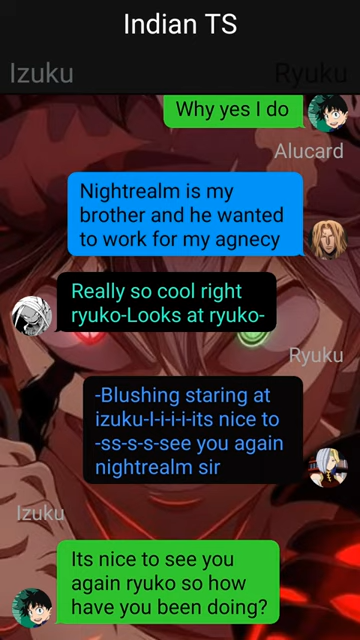 Indian TS
Izuku
Ryuku
Why yes I do
Alucard
Nightrealm is my
brother and he wanted
to work for my agnecy
Really so cool right
ryuko-Looks at ryuko-
Ryuku
-Blushing staring at
izuku-I-i-i-i-its nice to
-ss-s-s-see you again
nightrealm sir
Izuku
Its nice to see you
again ryuko so how
have you been doing?